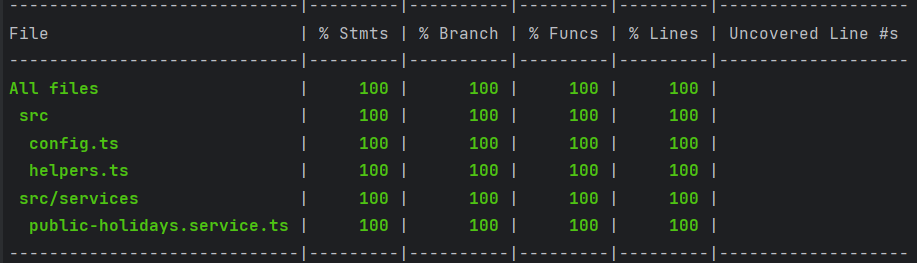 -----------------------------|---------|----------|---------|---------|-------------------
File                         | % Stmts | % Branch | % Funcs | % Lines | Uncovered Line #s
-----------------------------|---------|----------|---------|---------|-------------------
All files                    |     100 |      100 |     100 |     100 |
 src                         |     100 |      100 |     100 |     100 |
  config.ts                  |     100 |      100 |     100 |     100 |
  helpers.ts                 |     100 |      100 |     100 |     100 |
 src/services                |     100 |      100 |     100 |     100 |
  public-holidays.service.ts |     100 |      100 |     100 |     100 |
-----------------------------|---------|----------|---------|---------|-------------------